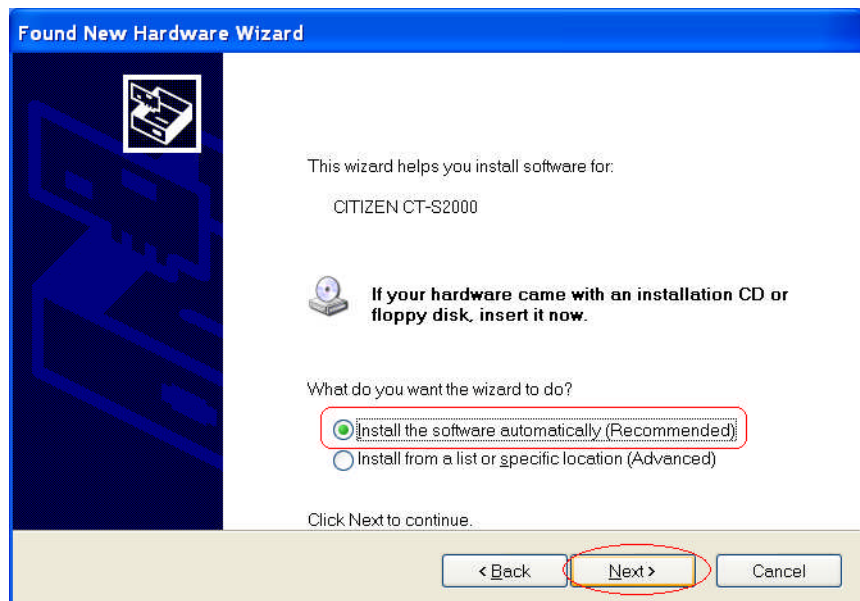 Found New Hardware Wizard
This wizard helps you install software for:
CITIZEN CT-S2000
If your hardware came with an installation CD or
floppy disk, insert it now.
What do you want the wizard to do?
Install the software automatically (Recommended)
Install from a list or specific location (Advanced)
Click Next to continue.
< Back Next > Cancel